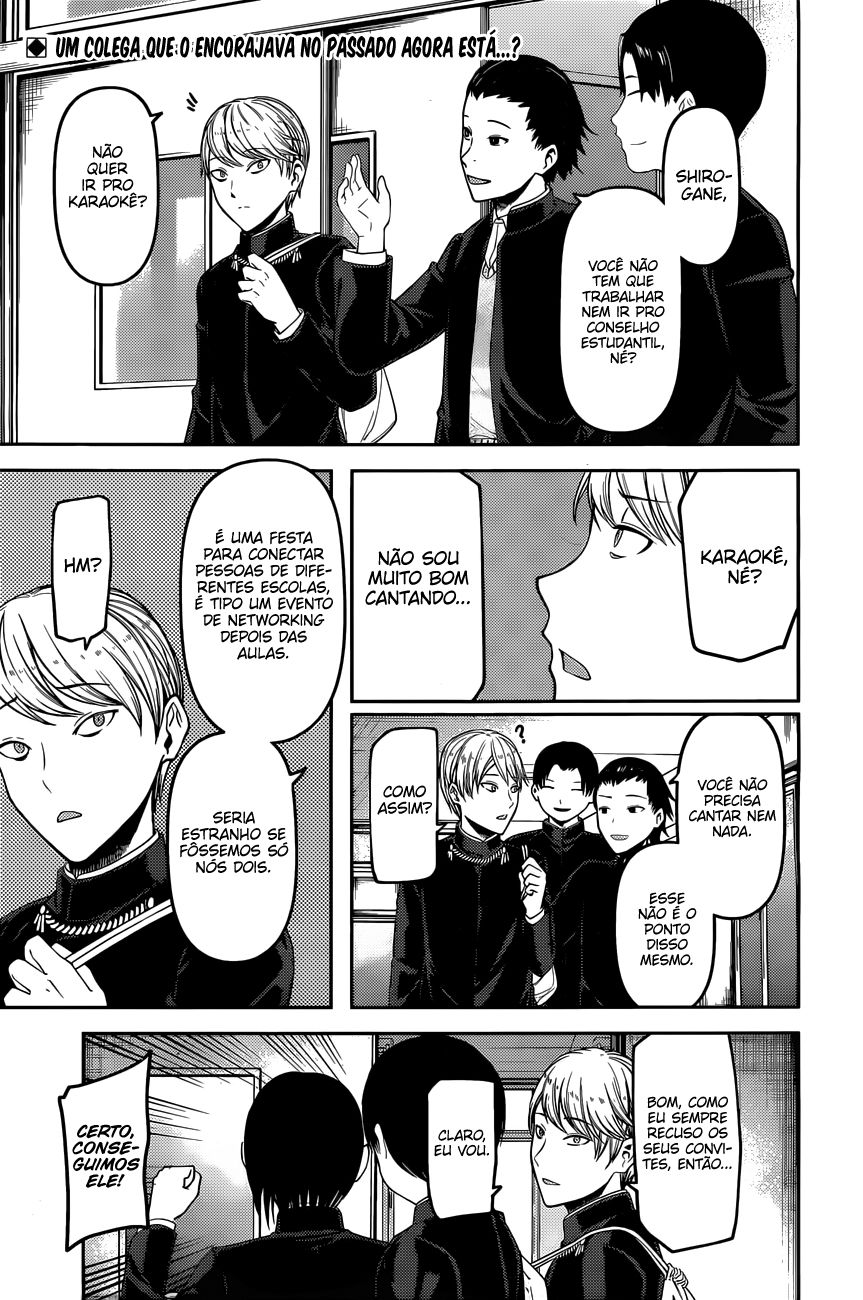 UM COLEGA QUE O ENCORAJAVA NO PASSADO AGORA ESTÁ...?
SHIRO-
GANE,
VOCÊ NÃO
TEM QUE
TRABALHAR
NEM IR PRO
CONSELHO
ESTUDANTIL,
NÉ?
NÃO
QUER
IR PRO
KARAOKÊ?
KARAOKÊ,
NÉ?
NÃO SOU
MUITO BOM
CANTANDO...
VOCÊ NÃO
PRECISA
CANTAR NEM
NADA.
ESSE
NÃO É O
PONTO
DISSO
MESMO.
?
COMO
ASSIM?
É UMA FESTA
PARA CONECTAR
PESSOAS DE DIFE-
RENTES ESCOLAS,
É TIPO UM EVENTO
DE NETWORKING
DEPOIS DAS
AULAS.
SERIA
ESTRANHO SE
FÔSSEMOS SÓ
NÓS DOIS.
HM?
BOM, COMO
EU SEMPRE
RECUSO OS
SEUS CONVI-
TES, ENTÃO...
CLARO,
EU VOU.
CERTO,
CONSE-
GUIMOS
ELE!